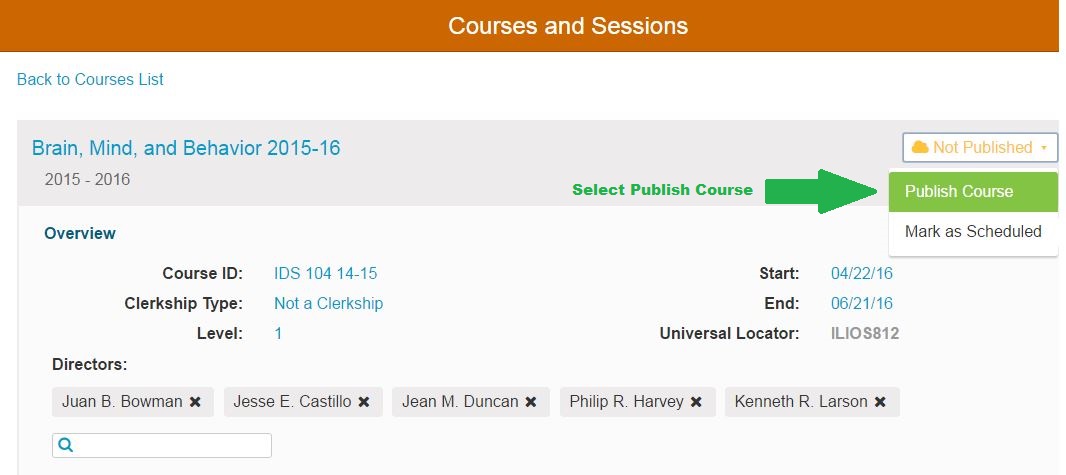 Courses and Sessions
Back to Courses List
Brain, Mind, and Behavior 2015-16
Not Published
2015 - 2016
Select Publish Course
Publish Course
Mark as Scheduled
Overview
Course ID: IDS 104 14-15
Start: 04/22/16
Clerkship Type: Not a Clerkship
End: 06/21/16
Level: 1
Universal Locator: ILIOS812
Directors:
Juan B. Bowman ✖ Jesse E. Castillo ✖ Jean M. Duncan ✖ Philip R. Harvey ✖ Kenneth R. Larson ✖